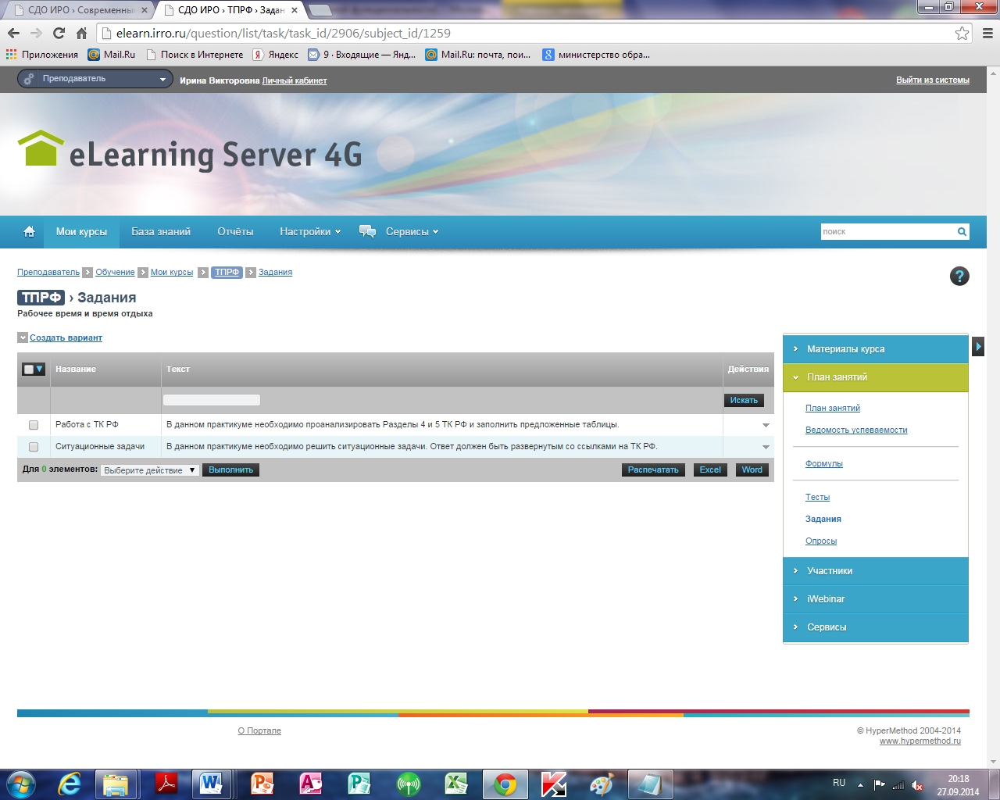 СДО ИРО › Современны
СДО ИРО › ТПРФ › Задан
elearn.irro.ru/question/list/task/task_id/2906/subject_id/1259
Приложения Mail.Ru Поиск в Интернете Яндекс 9 · Входящие — Янд... Mail.Ru: почта, пои... министерство обра...
Преподаватель Ирина Викторовна Личный кабинет Выйти из системы
eLearning Server 4G
Мои курсы База знаний Отчёты Настройки Сервисы поиск
Преподаватель Обучение Мои курсы ТПРФ Задания
ТПРФ › Задания
Рабочее время и время отдыха
Создать вариант
Название Текст Действия
Искать
Работа с ТК РФ В данном практикуме необходимо проанализировать Разделы 4 и 5 ТК РФ и заполнить предложенные таблицы.
Ситуационные задачи В данном практикуме необходимо решить ситуационные задачи. Ответ должен быть развернутым со ссылками на ТК РФ.
Для 0 элементов: Выберите действие Выполнить Распечатать Excel Word
Материалы курса
План занятий
План занятий
Ведомость успеваемости
Формулы
Тесты
Задания
Опросы
Участники
iWebinar
Сервисы
О Портале
© HyperMethod 2004-2014
www.hypermethod.ru
RU
20:18
27.09.2014